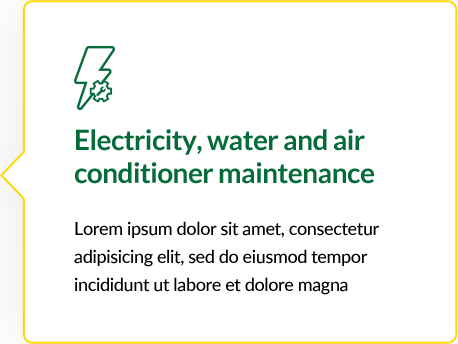 Electricity, water and air
conditioner maintenance
Lorem ipsum dolor sit amet, consectetur
adipisicing elit, sed do eiusmod tempor
incididunt ut labore et dolore magna